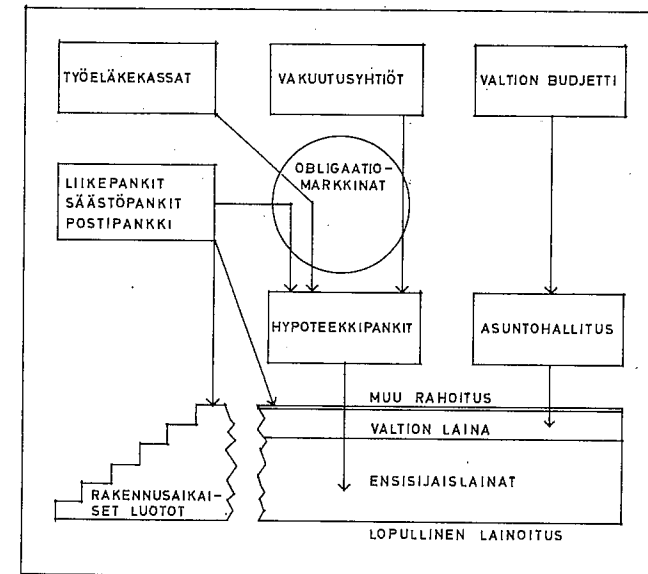 TYÖELÄKEKASSAT
VAKUUTUSYHTIÖT
VALTION BUDJETTI
OBLIGAATIO-
MARKKINAT
LIIKEPANKIT
SÄÄSTÖPANKIT
POSTIPANKKI
HYPOTEEKKIPANKIT
ASUNTOHALLITUS
MUU RAHOITUS
VALTION LAINA
ENSISIJAISLAINAT
RAKENNUSAIKAI-
SET LUOTOT
LOPULLINEN LAINOITUS